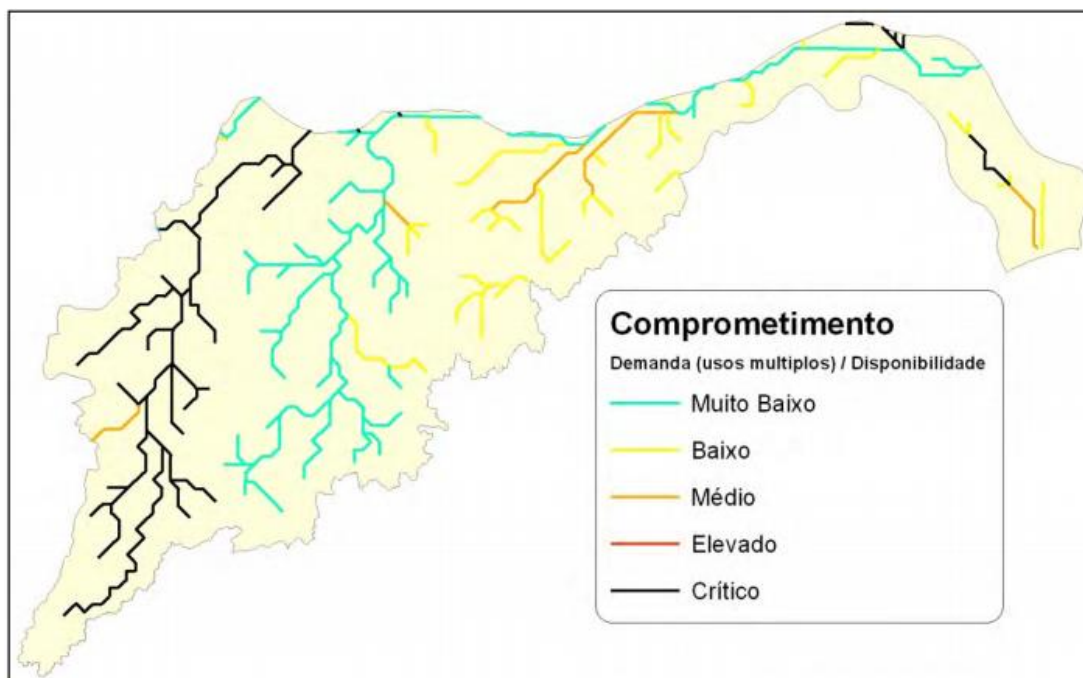 Comprometimento
Demanda (usos multiplos) / Disponibilidade
Muito Baixo
Baixo
Médio
Elevado
Crítico